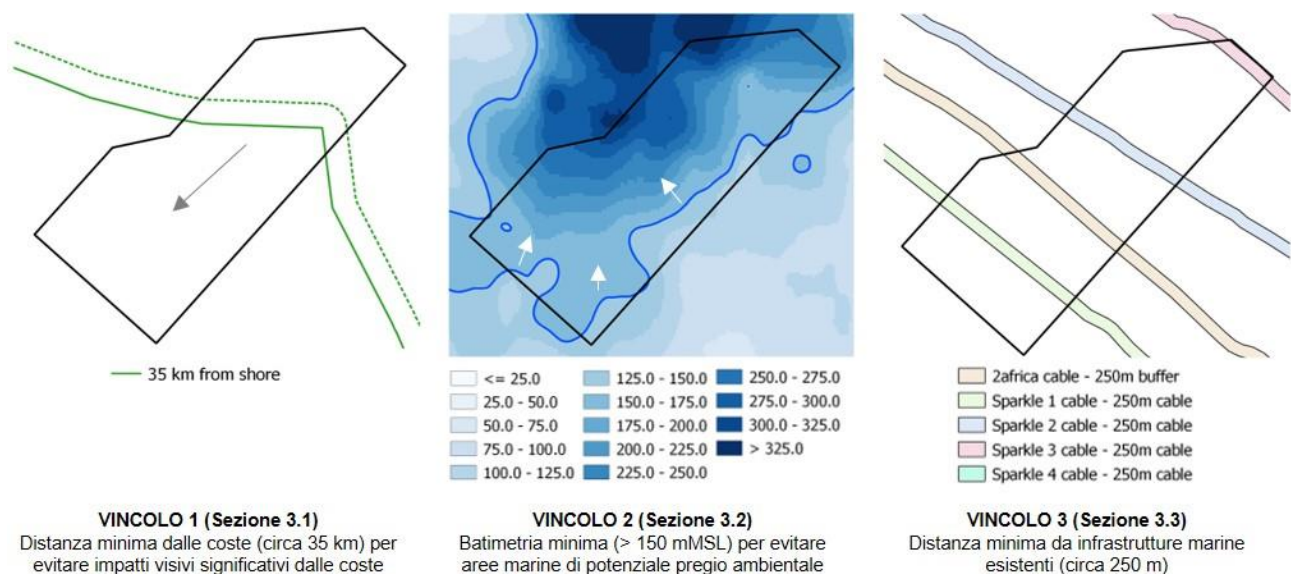 35 km from shore
<= 25.0
25.0 - 50.0
50.0 - 75.0
75.0 - 100.0
100.0 - 125.0
125.0 - 150.0
150.0 - 175.0
175.0 - 200.0
200.0 - 225.0
225.0 - 250.0
250.0 - 275.0
275.0 - 300.0
300.0 - 325.0
> 325.0
2africa cable - 250m buffer
Sparkle 1 cable - 250m cable
Sparkle 2 cable - 250m cable
Sparkle 3 cable - 250m cable
Sparkle 4 cable - 250m cable
VINCOLO 1 (Sezione 3.1)
Distanza minima dalle coste (circa 35 km) per
evitare impatti visivi significativi dalle coste
VINCOLO 2 (Sezione 3.2)
Batimetria minima (> 150 mMSL) per evitare
aree marine di potenziale pregio ambientale
VINCOLO 3 (Sezione 3.3)
Distanza minima da infrastrutture marine
esistenti (circa 250 m)